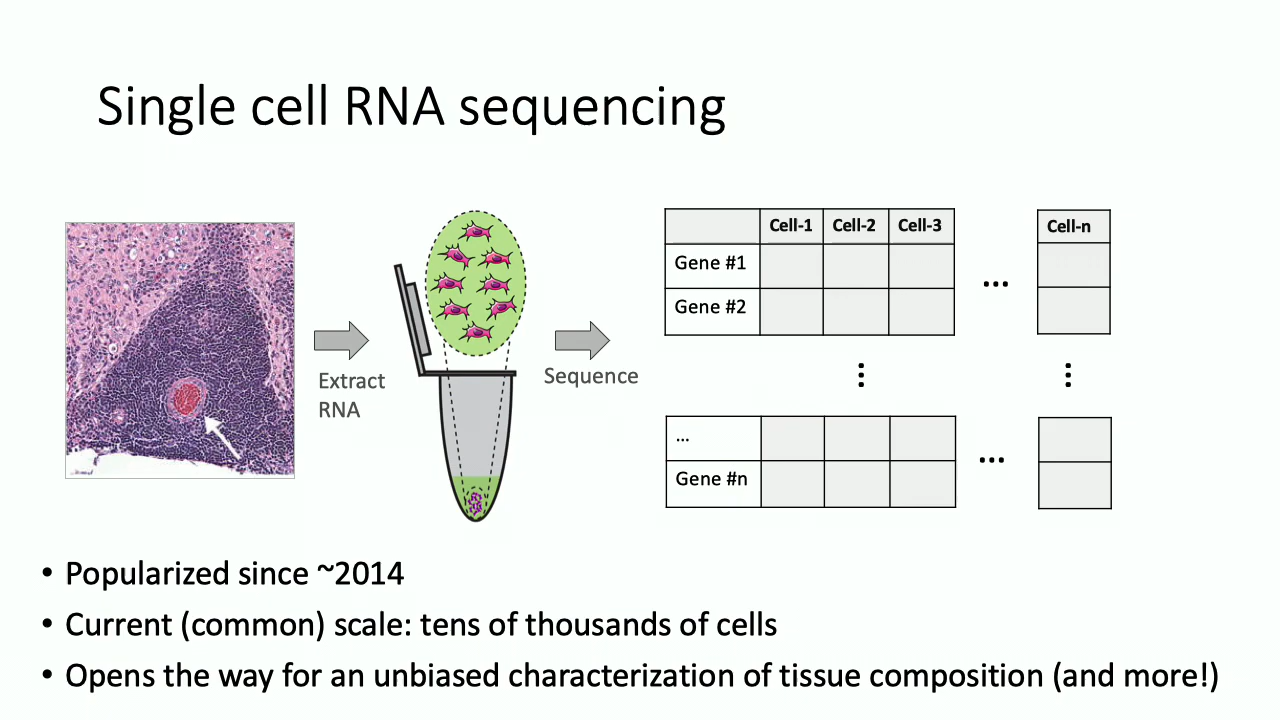 Single cell RNA sequencing
Extract
RNA
Sequence
Cell-1 Cell-2 Cell-3 Cell-n
Gene #1
Gene #2
...
...
Gene #n
...
• Popularized since ~2014
• Current (common) scale: tens of thousands of cells
• Opens the way for an unbiased characterization of tissue composition (and more!)